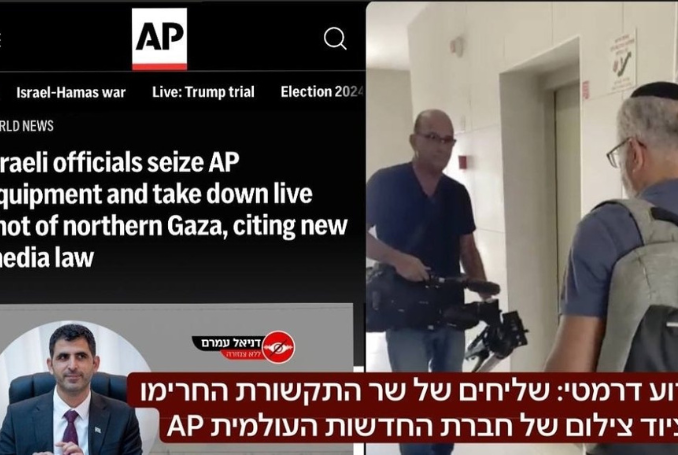 AP
Israel-Hamas war Live: Trump trial Election 2024
RLD NEWS
sraeli officials seize AP
quipment and take down live
hot of northern Gaza, citing new
edia law
דניאל עמרם
ללא צנזורה
רוע דרמטי: שליחים של שר התקשורת החרימו
ציוד צילום של חברת החדשות העולמית AP